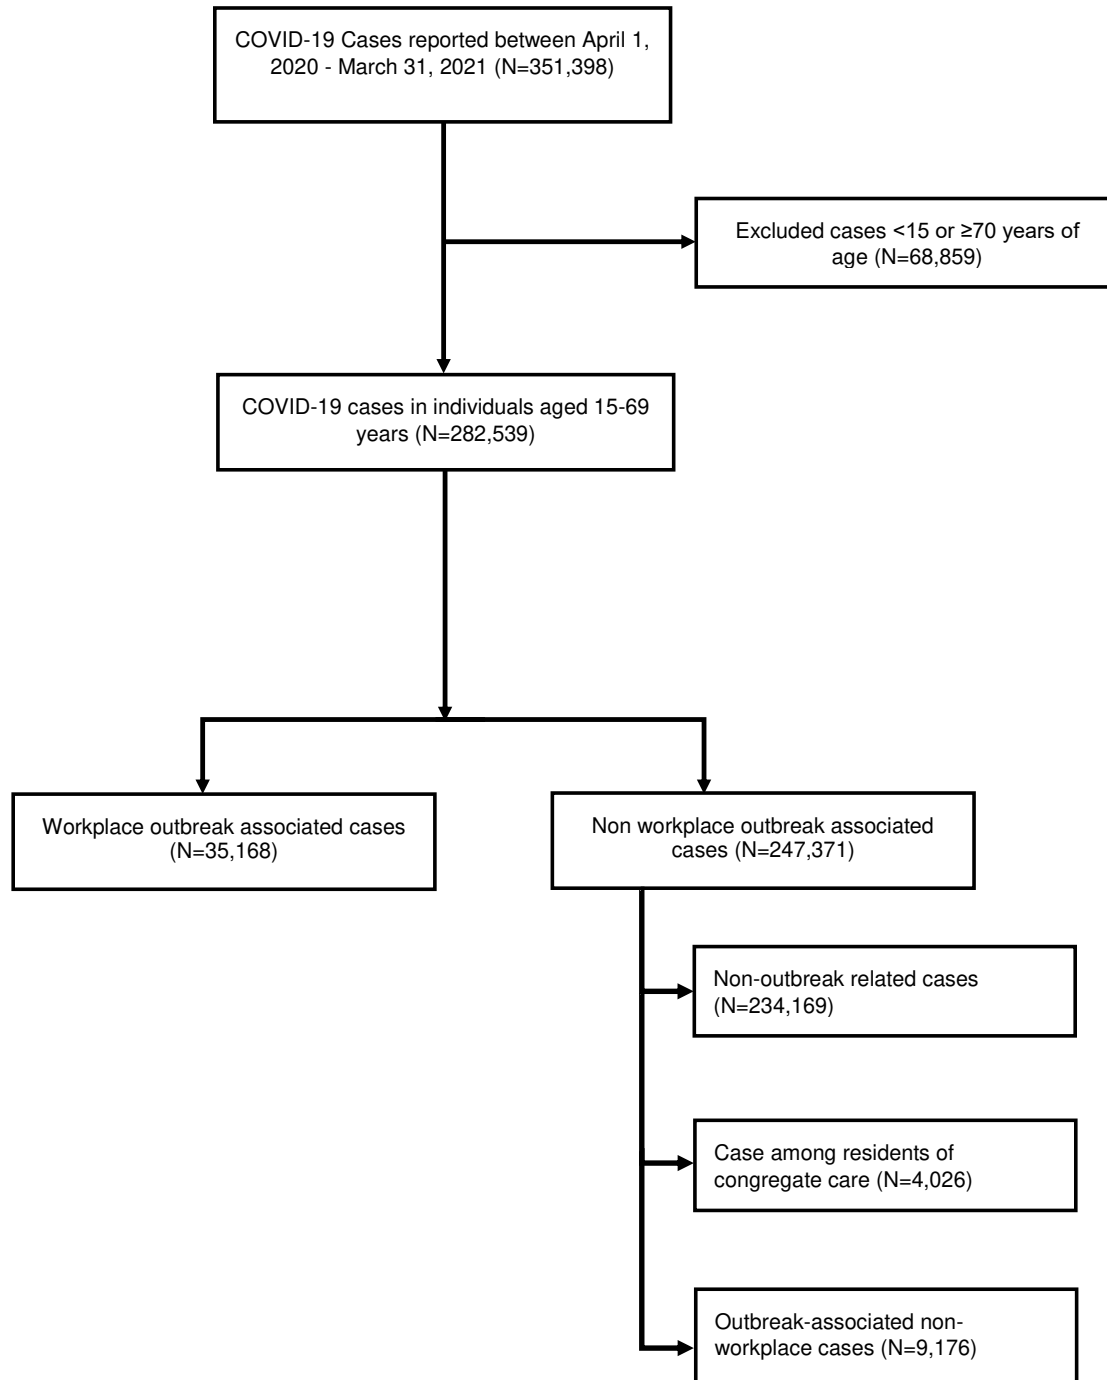 COVID-19 Cases reported between April 1,
2020 - March 31, 2021 (N=351,398)
Excluded cases <15 or ≥70 years of
age (N=68,859)
COVID-19 cases in individuals aged 15-69
years (N=282,539)
Workplace outbreak associated cases
(N=35,168)
Non workplace outbreak associated
cases (N=247,371)
Non-outbreak related cases
(N=234,169)
Case among residents of
congregate care (N=4,026)
Outbreak-associated non-
workplace cases (N=9,176)